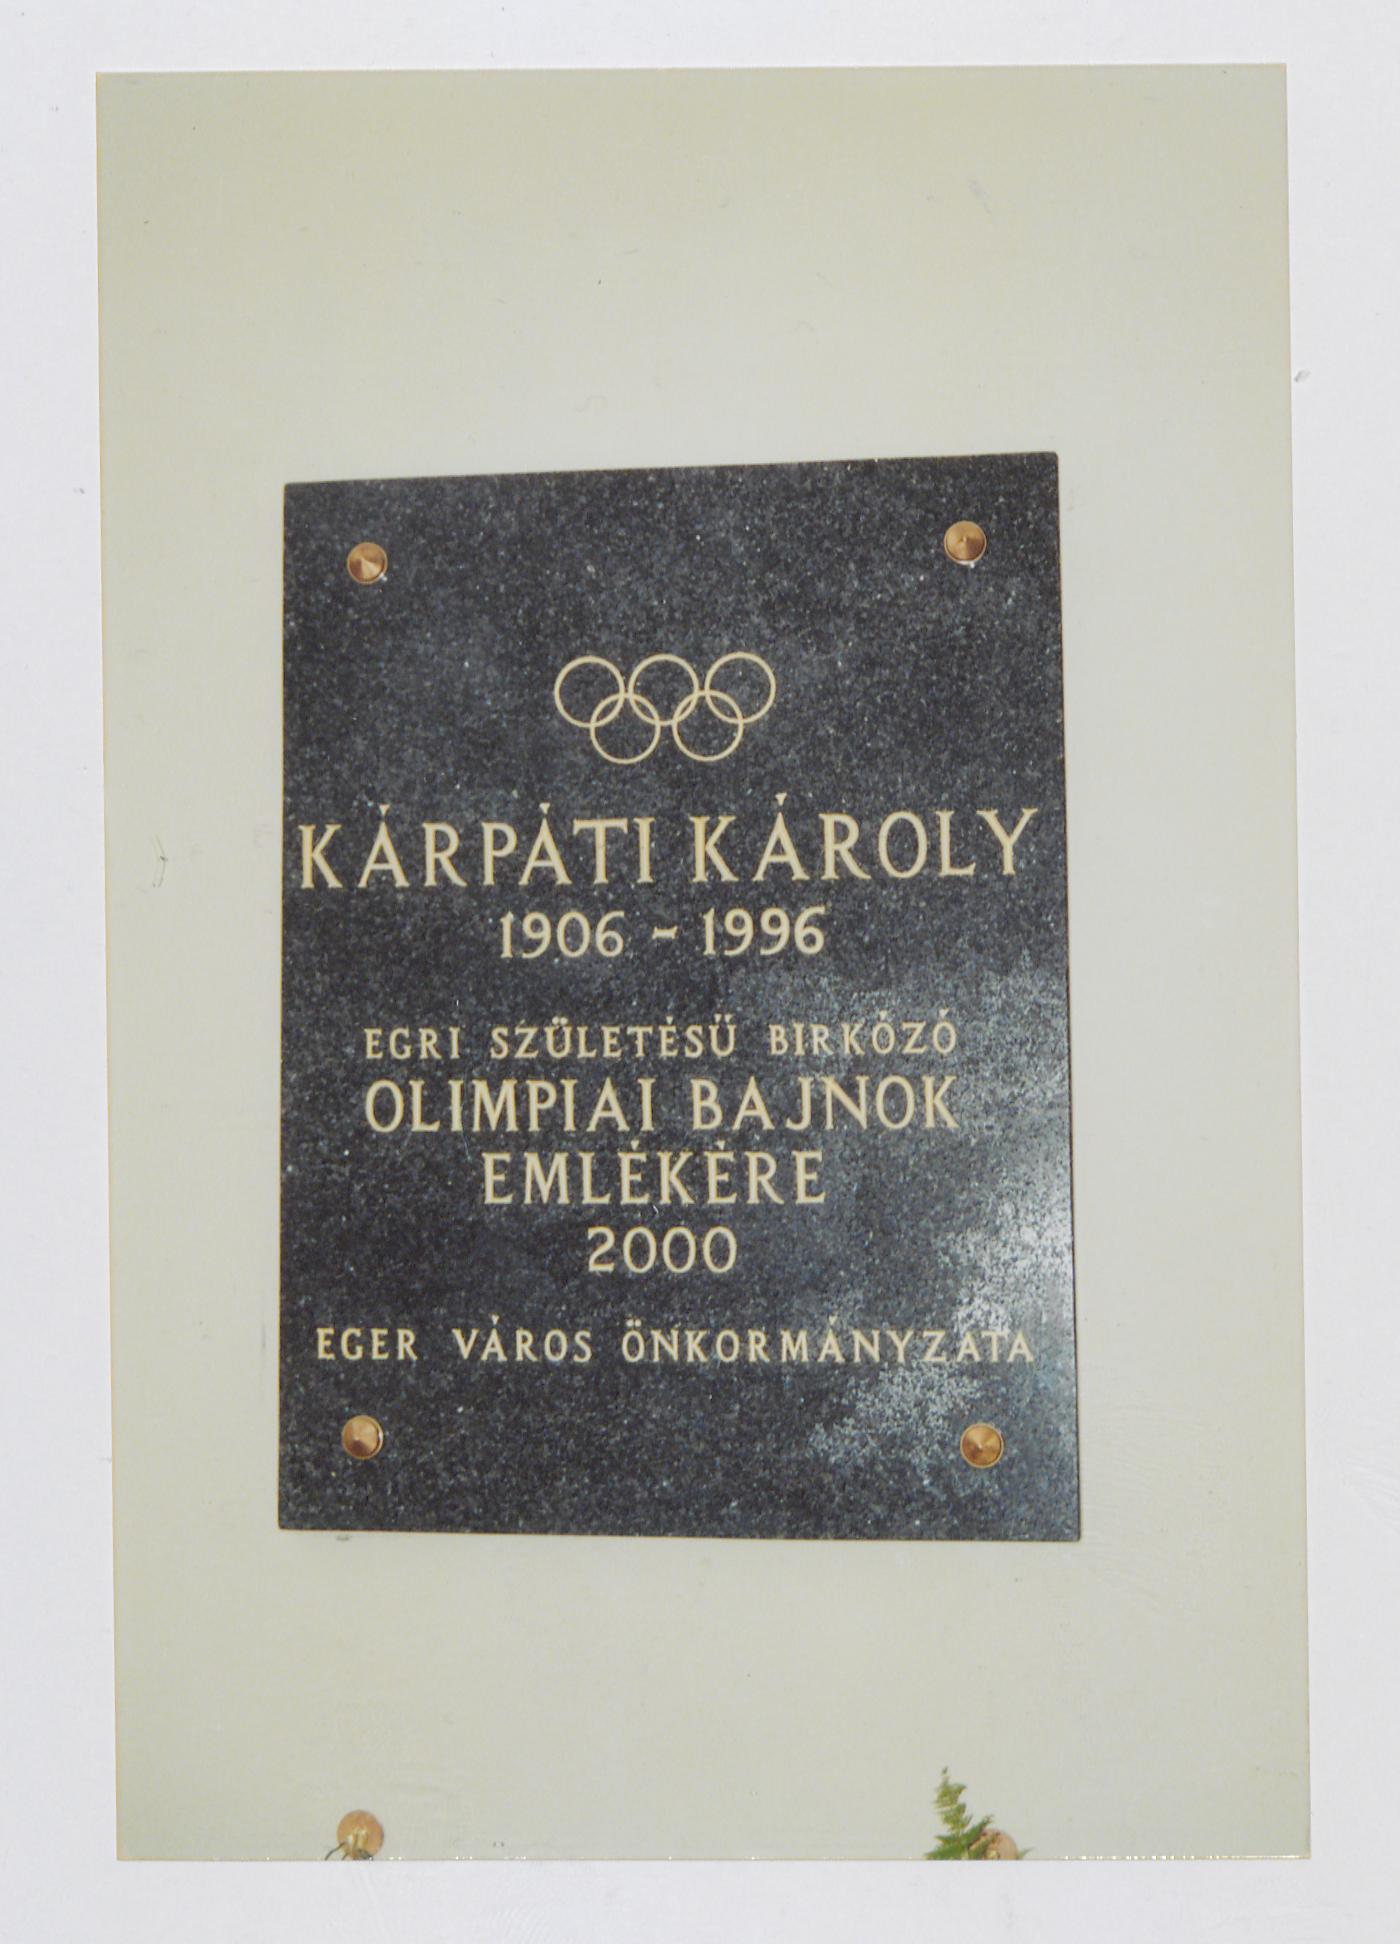 KÁRPÁTI KÁROLY
1906 - 1996
EGRI SZÜLETÉSŰ BIRKÓZÓ
OLIMPIAI BAJNOK
EMLÉKÉRE
2000
EGER VÁROS ÖNKORMÁNYZATA